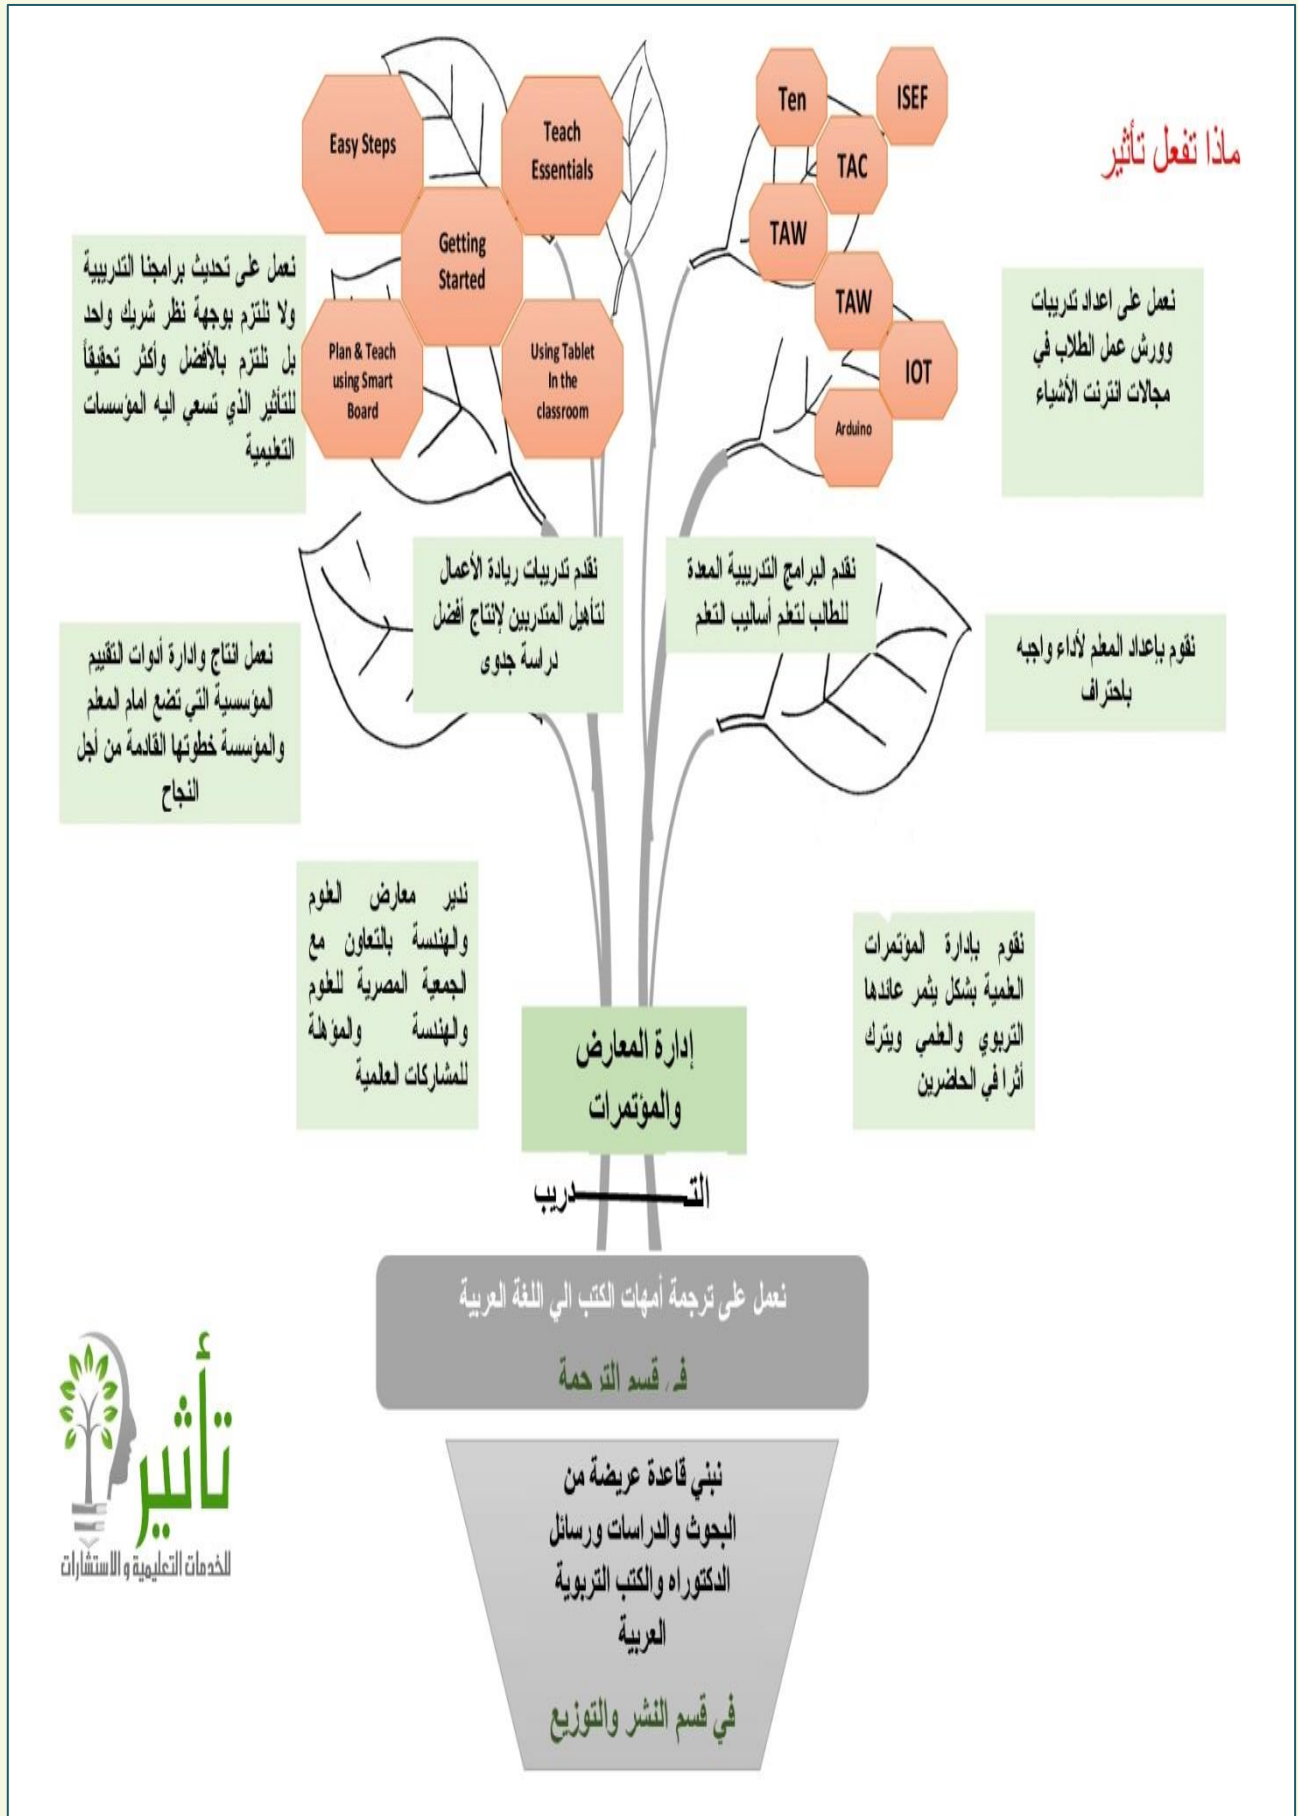 ماذا تفعل تأثير
Ten
ISEF
TAC
TAW
TAW
IOT
Arduino
Easy Steps
Teach
Essentials
Getting
Started
Plan & Teach
using Smart
Board
Using Tablet
In the
classroom
نعمل على اعداد تدريبات
وورش عمل الطلاب في
مجالات انترنت الأشياء
نعمل على تحديث برامجنا التدريبية
ولا نلتزم بوجهة نظر شريك واحد
بل نلتزم بالأفضل وأكثر تحقيقاً
للتأثير الذي تسعي اليه المؤسسات
التعليمية
نقدم البرامج التدريبية المعدة
للطالب لتعلم أساليب التعلم
نقدم تدريبات ريادة الأعمال
لتأهيل المتدربين لإنتاج أفضل
دراسة جدوى
نقوم بإعداد المعلم لأداء واجبه
باحتراف
نعمل انتاج وادارة أدوات التقييم
المؤسسية التي تضع امام المعلم
والمؤسسة خطوتها القادمة من أجل
النجاح
نقوم بإدارة المؤتمرات
العلمية بشكل يثمر عائدها
التربوي والعلمي ويترك
أثرا في الحاضرين
ندير معارض العلوم
والهندسة بالتعاون مع
الجمعية المصرية للعلوم
والهندسة والمؤهلة
للمشاركات العالمية
إدارة المعارض
والمؤتمرات
التـــــدريب
نعمل على ترجمة أمهات الكتب الي اللغة العربية
في قسم الترجمة
نبني قاعدة عريضة من
البحوث والدراسات ورسائل
الدكتوراه والكتب التربوية
العربية
في قسم النشر والتوزيع
تأثير
للخدمات التعليمية و الاستشارات